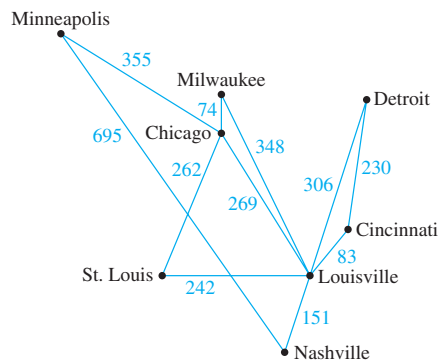 Minneapolis
355
Milwaukee
74
Detroit
695
Chicago
348
262
306
230
269
Cincinnati
83
St. Louis
242
Louisville
151
Nashville